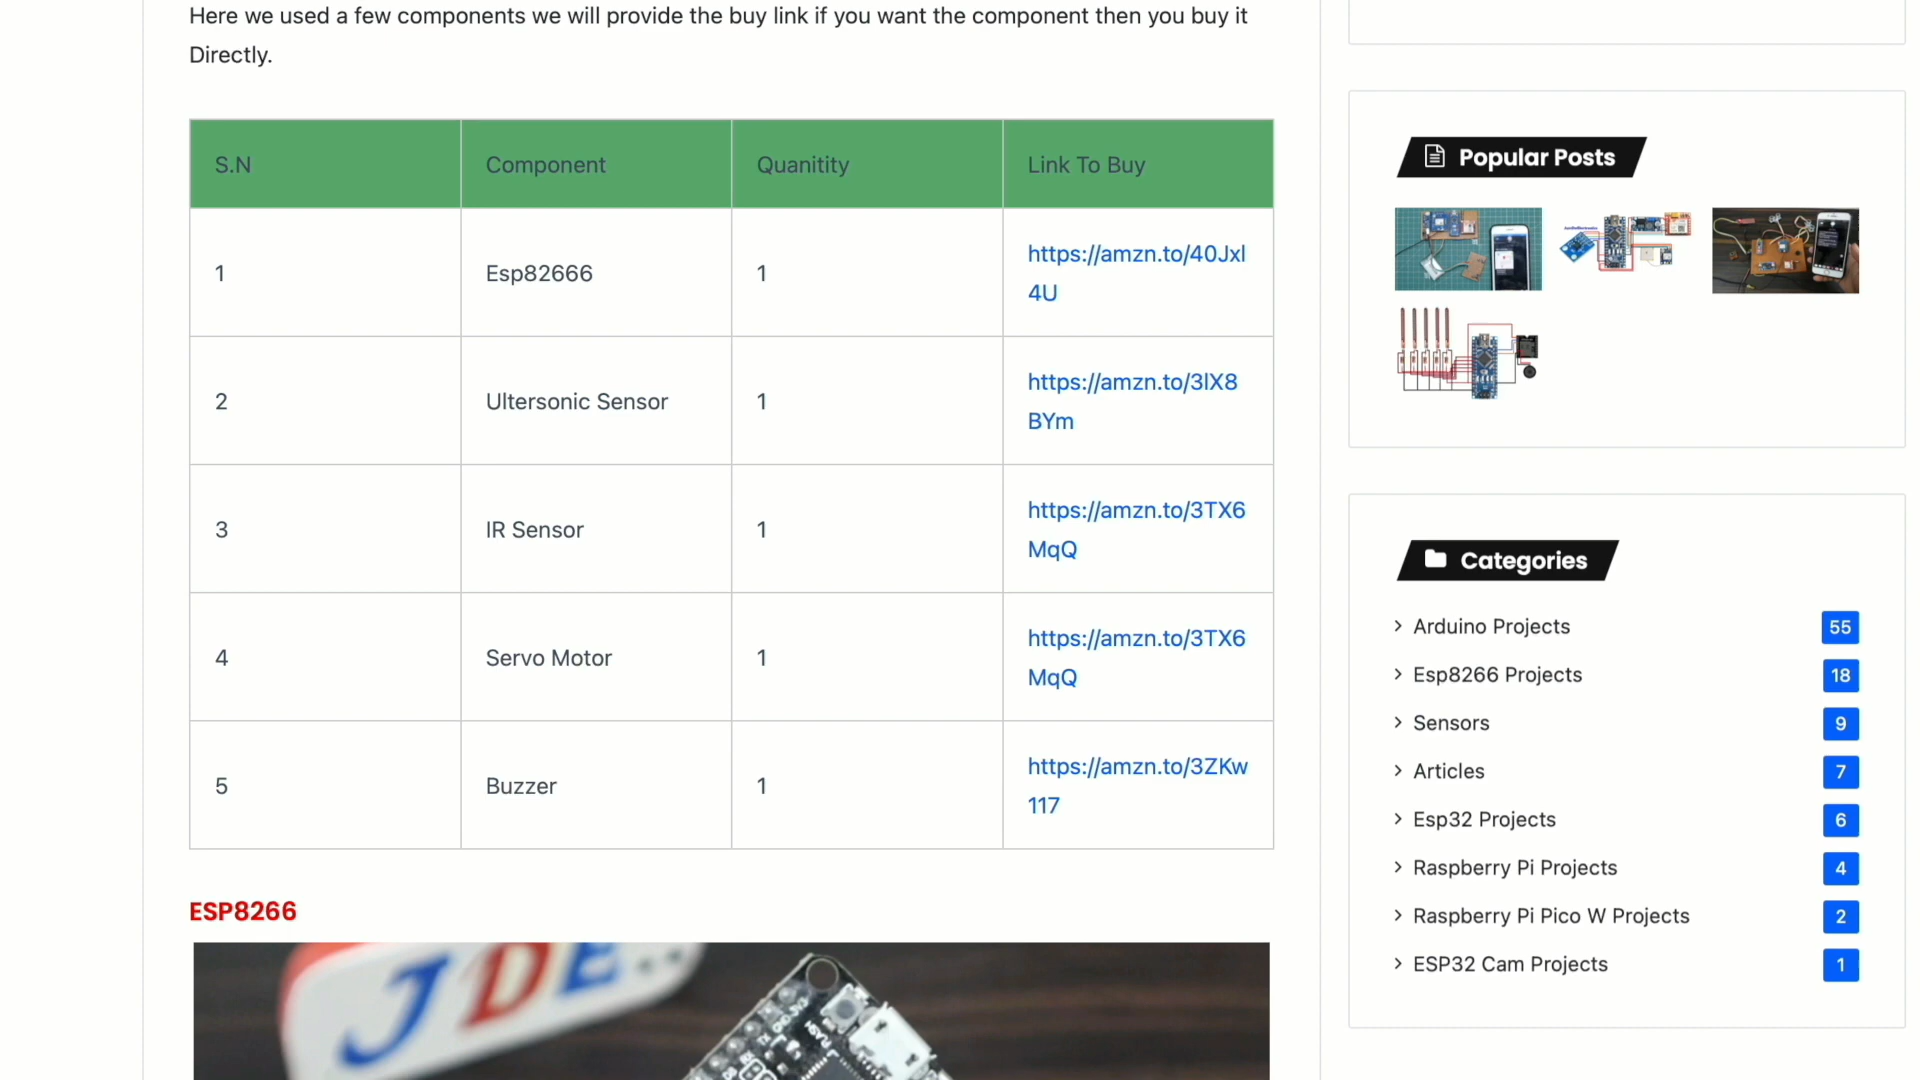 Here we used a few components we will provide the buy link if you want the component then you buy it
Directly.
S.N Component Quanitity Link To Buy
1 Esp82666 1 https://amzn.to/40Jxl
4U
2 Ultersonic Sensor 1 https://amzn.to/3lX8
BYm
3 IR Sensor 1 https://amzn.to/3TX6
MqQ
4 Servo Motor 1 https://amzn.to/3TX6
MqQ
5 Buzzer 1 https://amzn.to/3ZKw
117
ESP8266
JDE..
Popular Posts
Categories
Arduino Projects 55
Esp8266 Projects 18
Sensors 9
Articles 7
Esp32 Projects 6
Raspberry Pi Projects 4
Raspberry Pi Pico W Projects 2
ESP32 Cam Projects 1